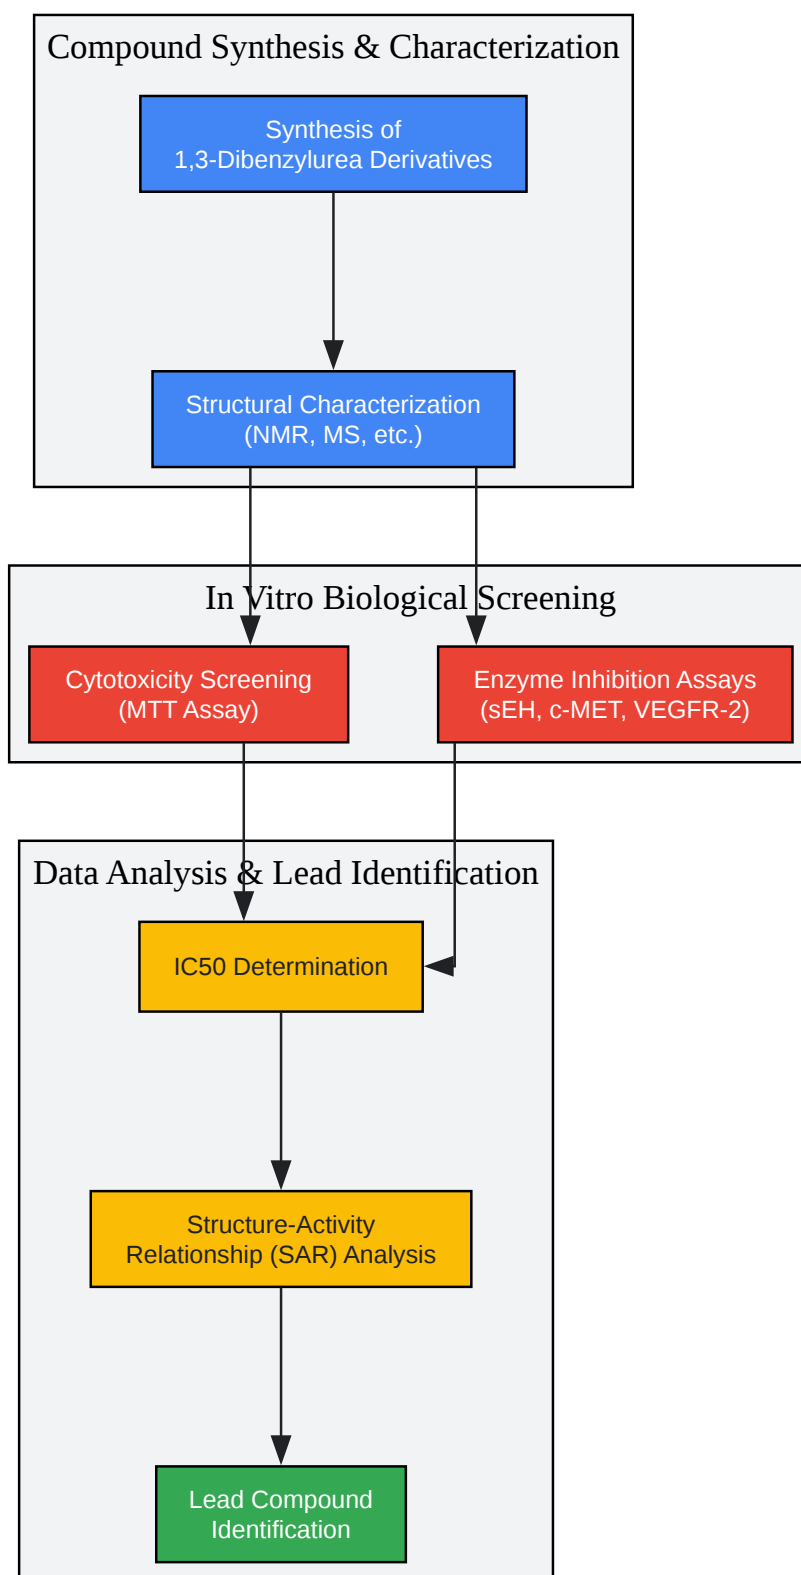 Compound Synthesis & Characterization
Synthesis of
1,3-Dibenzylurea Derivatives
Structural Characterization
(NMR, MS, etc.)
In Vitro Biological Screening
Cytotoxicity Screening
(MTT Assay)
Enzyme Inhibition Assays
(sEH, c-MET, VEGFR-2)
Data Analysis & Lead Identification
IC50 Determination
Structure-Activity
Relationship (SAR) Analysis
Lead Compound
Identification